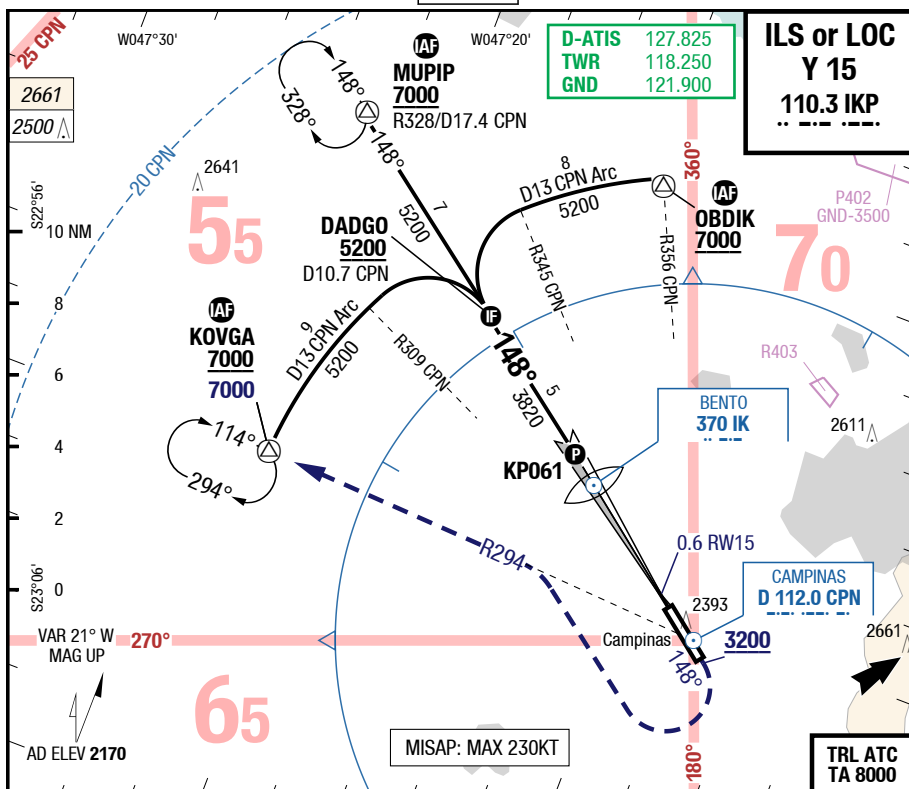 25 CPN
W047°30'
IAF
MUPIP
7000
R328/D17.4 CPN
W047°20'
D-ATIS 127.825
TWR 118.250
GND 121.900
ILS or LOC
Y 15
110.3 IKP
2661
2500
148°
328°
20 CPN
2641
S22°56'
10 NM
55
148°
7
5200
8
D13 CPN Arc
5200
360°
IAF
OBDIK
7000
P402
GND-3500
70
DADGO
5200
D10.7 CPN
R345 CPN
R356 CPN
8
IAF
KOVGA
7000
7000
9
D13 CPN Arc
5200
IF
R309 CPN
148°
5
3820
R403
6
BENTO
370 IK
2611
114°
294°
4
P
KP061
2
R294
0.6 RW15
S23°06'
0
CAMPINAS
D 112.0 CPN
2393
VAR 21° W
MAG UP
270°
Campinas
3200
2661
148°
65
AD ELEV 2170
MISAP: MAX 230KT
180°
TRL ATC
TA 8000